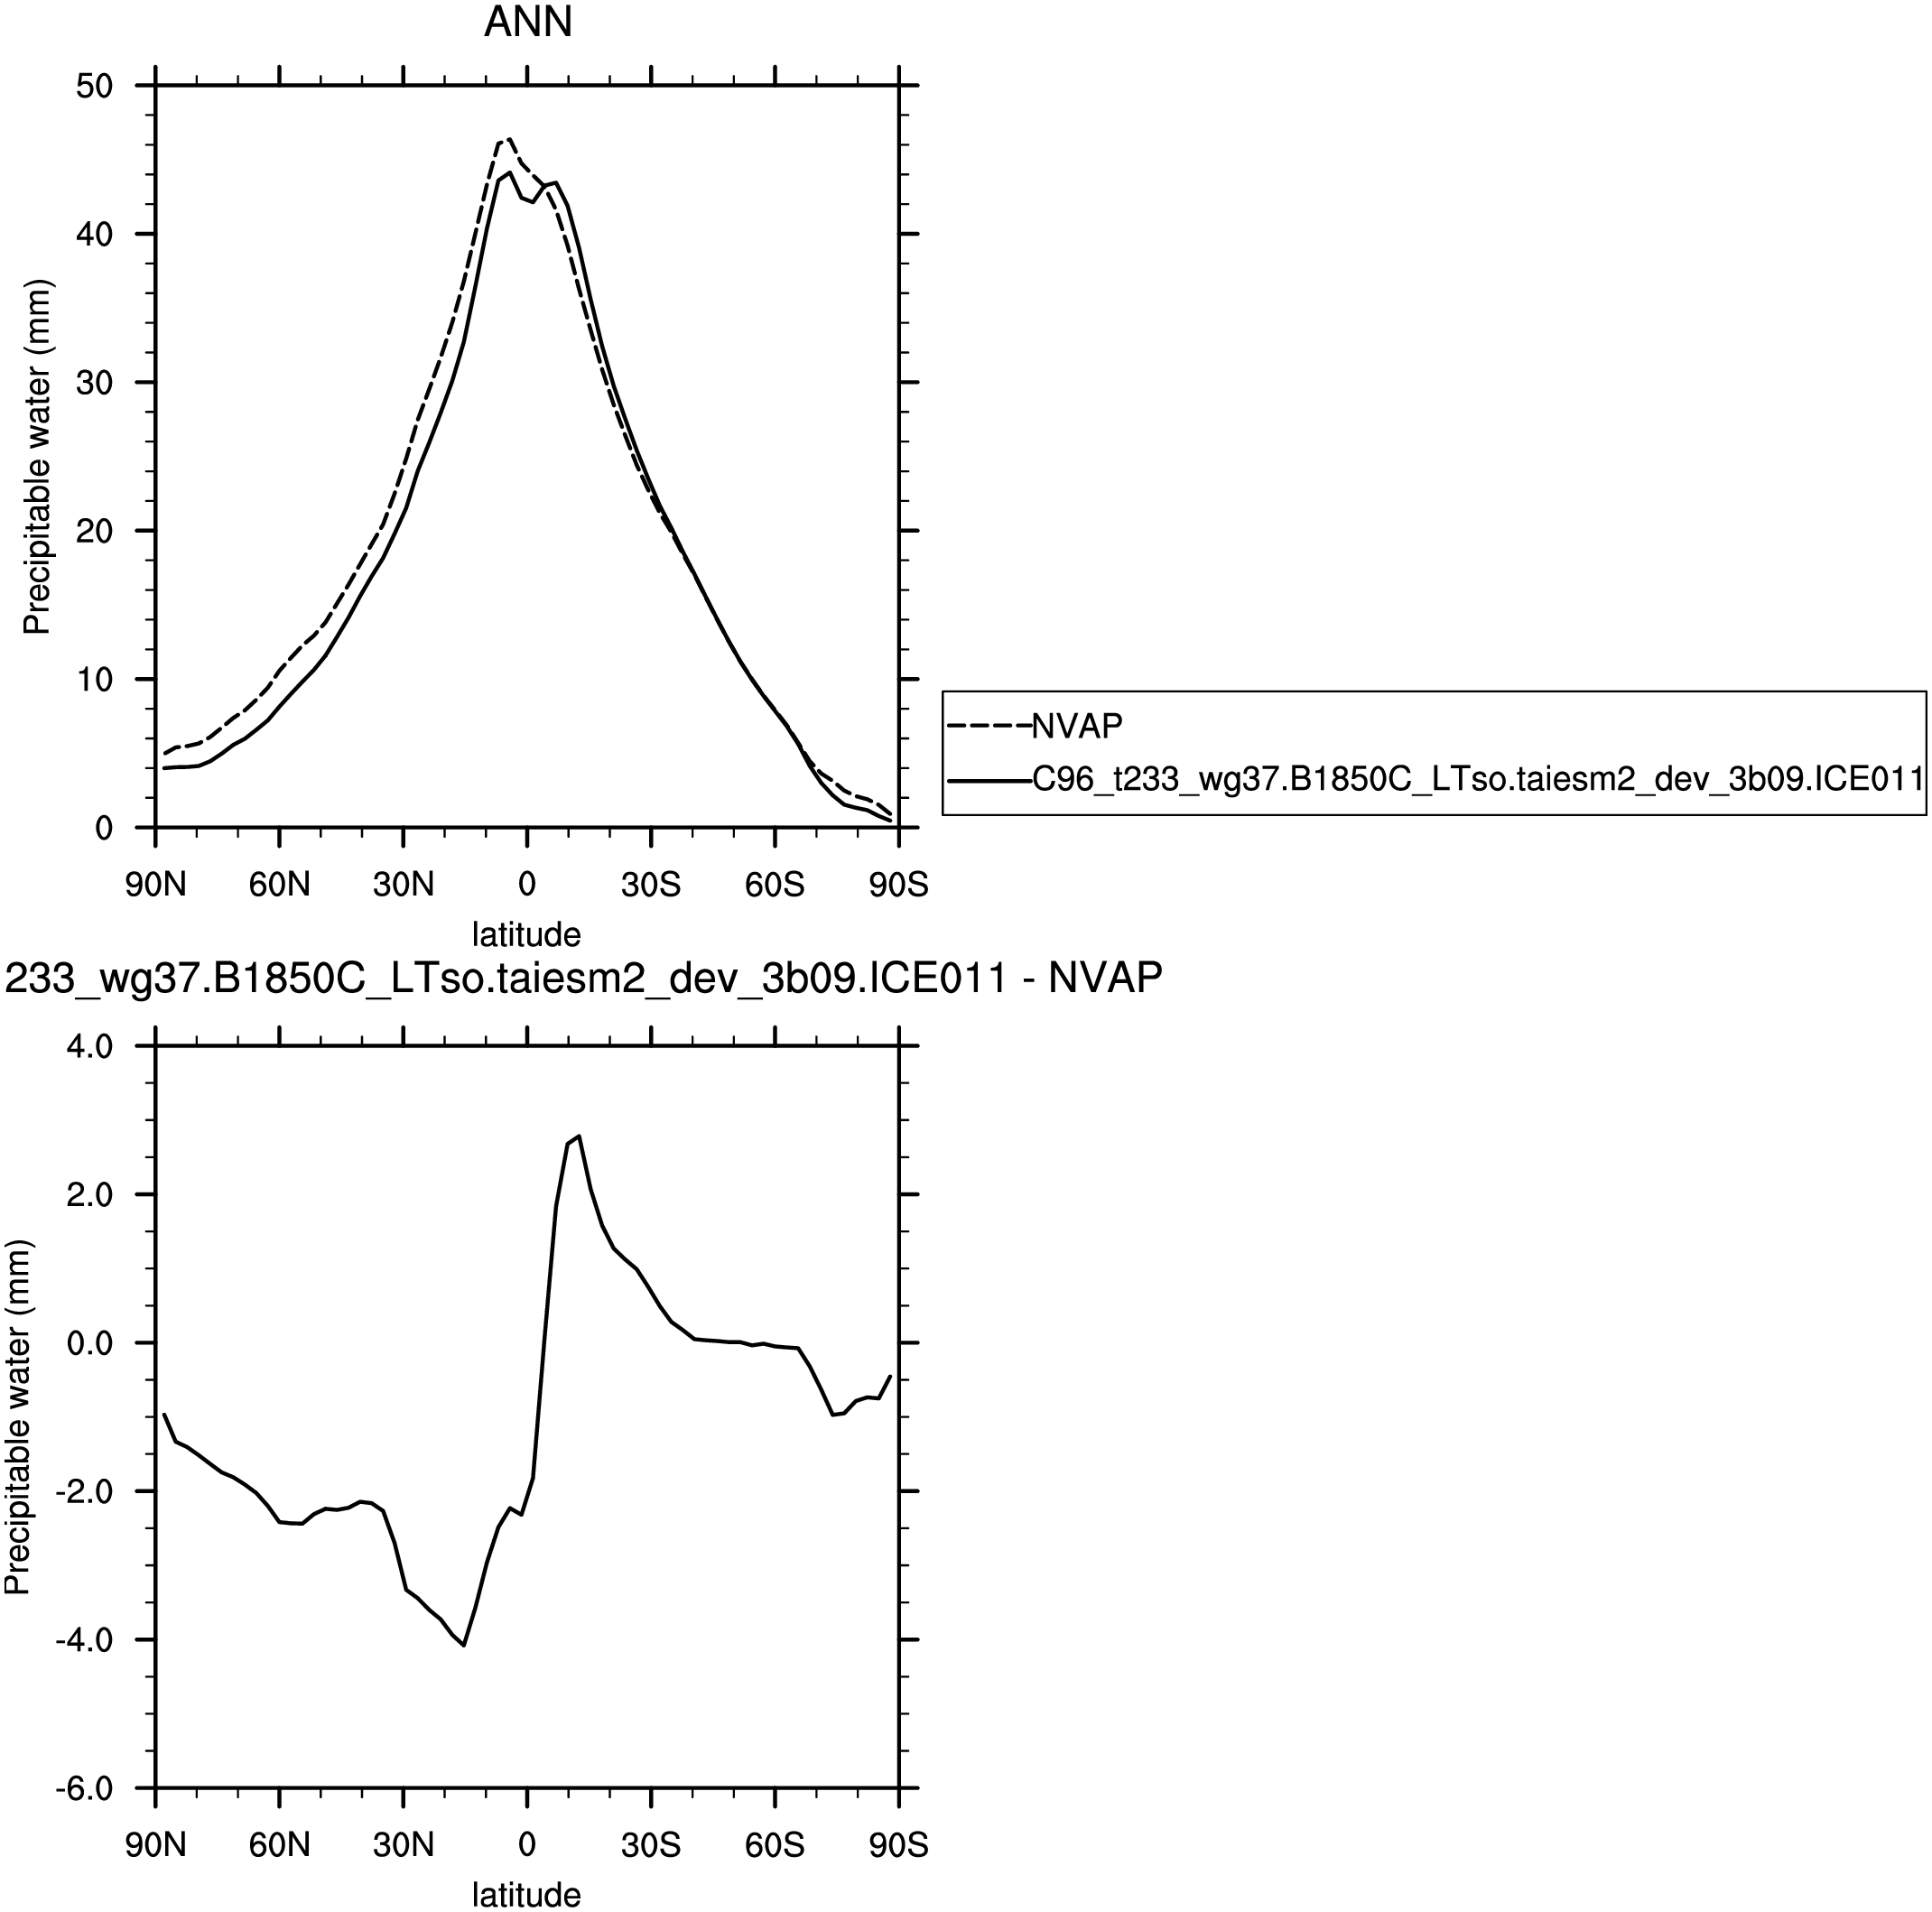 ANN
50
40
30
20
10
0
Precipitable water (mm)
90N 60N 30N 0 30S 60S 90S
latitude
NVAP
C96_t233_wg37.B1850C_LTso.taiesm2_dev_3b09.ICE011
233_wg37.B1850C_LTso.taiesm2_dev_3b09.ICE011 - NVAP
4.0
2.0
0.0
-2.0
-4.0
-6.0
Precipitable water (mm)
90N 60N 30N 0 30S 60S 90S
latitude